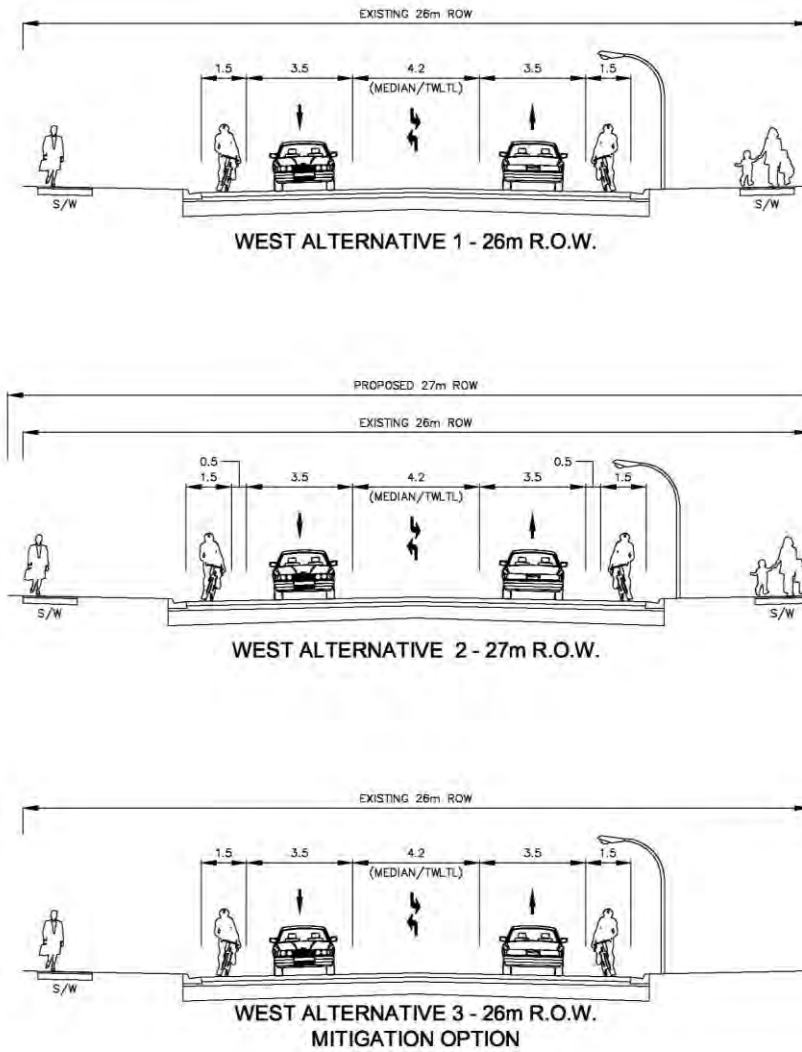 EXISTING 26m ROW
1.5 3.5 4.2 3.5 1.5
(MEDIAN/TWLTL)
S/W S/W
WEST ALTERNATIVE 1 - 26m R.O.W.
PROPOSED 27m ROW
EXISTING 26m ROW
0.5 0.5
1.5 3.5 4.2 3.5 1.5
(MEDIAN/TWLTL)
S/W S/W
WEST ALTERNATIVE 2 - 27m R.O.W.
EXISTING 26m ROW
1.5 3.5 4.2 3.5 1.5
(MEDIAN/TWLTL)
S/W
WEST ALTERNATIVE 3 - 26m R.O.W.
MITIGATION OPTION